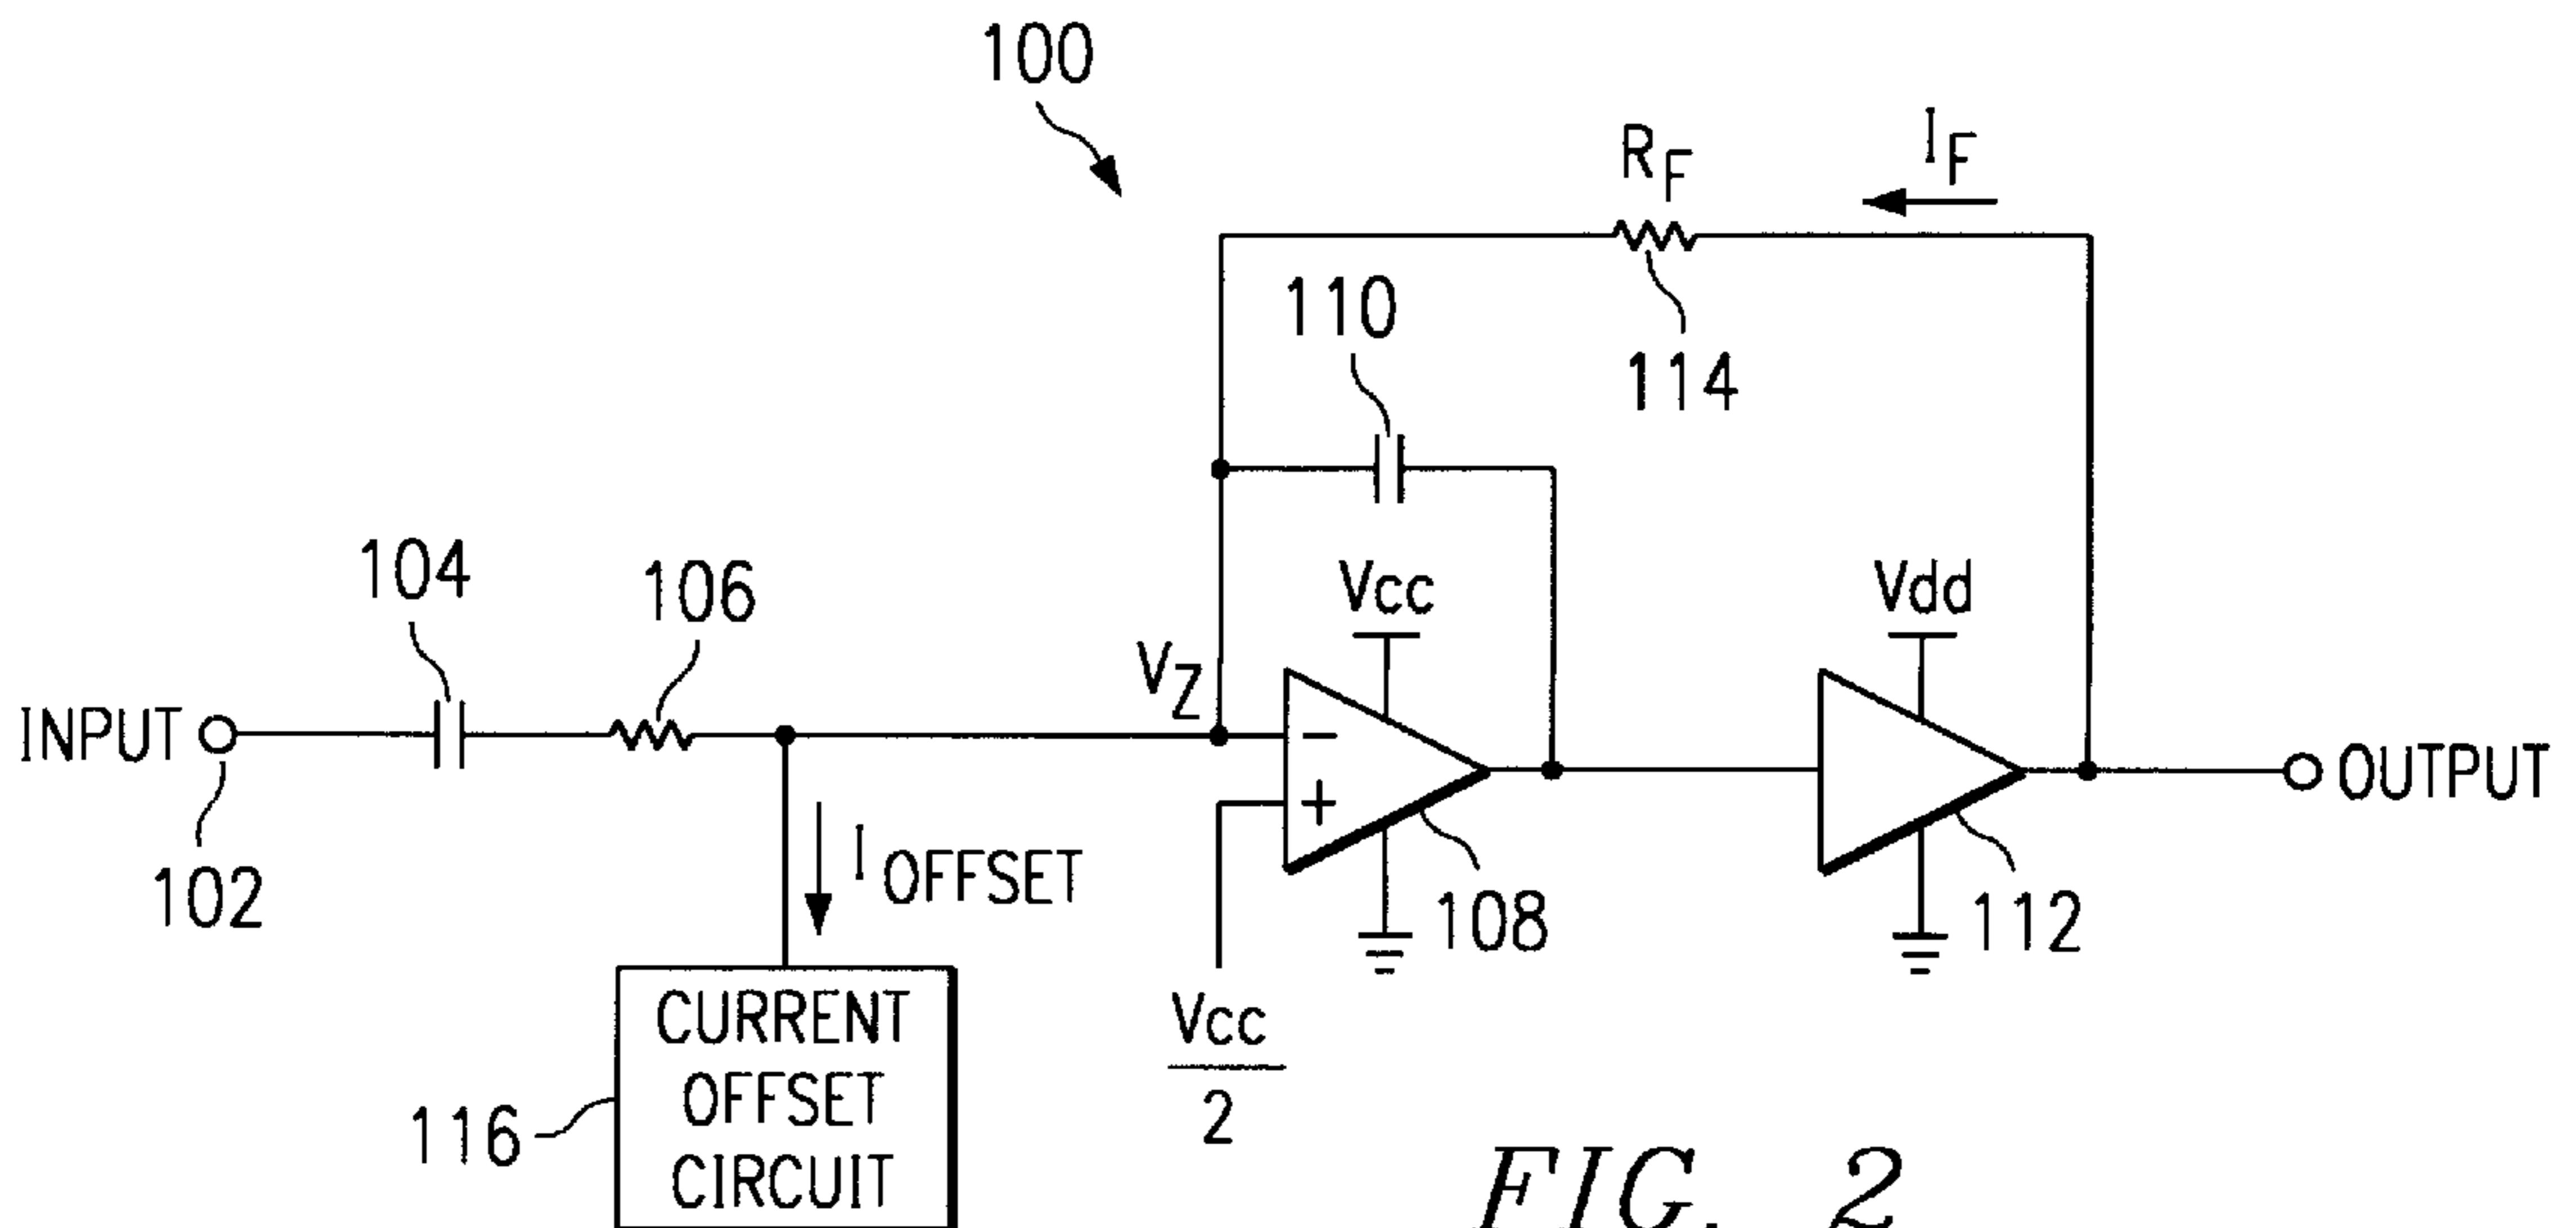 100
R_F
I_F
110
114
104
106
Vcc
Vdd
V_Z
INPUT
−
OUTPUT
+
I OFFSET
102
108
112
Vcc
2
CURRENT
OFFSET
CIRCUIT
116
FIG. 2